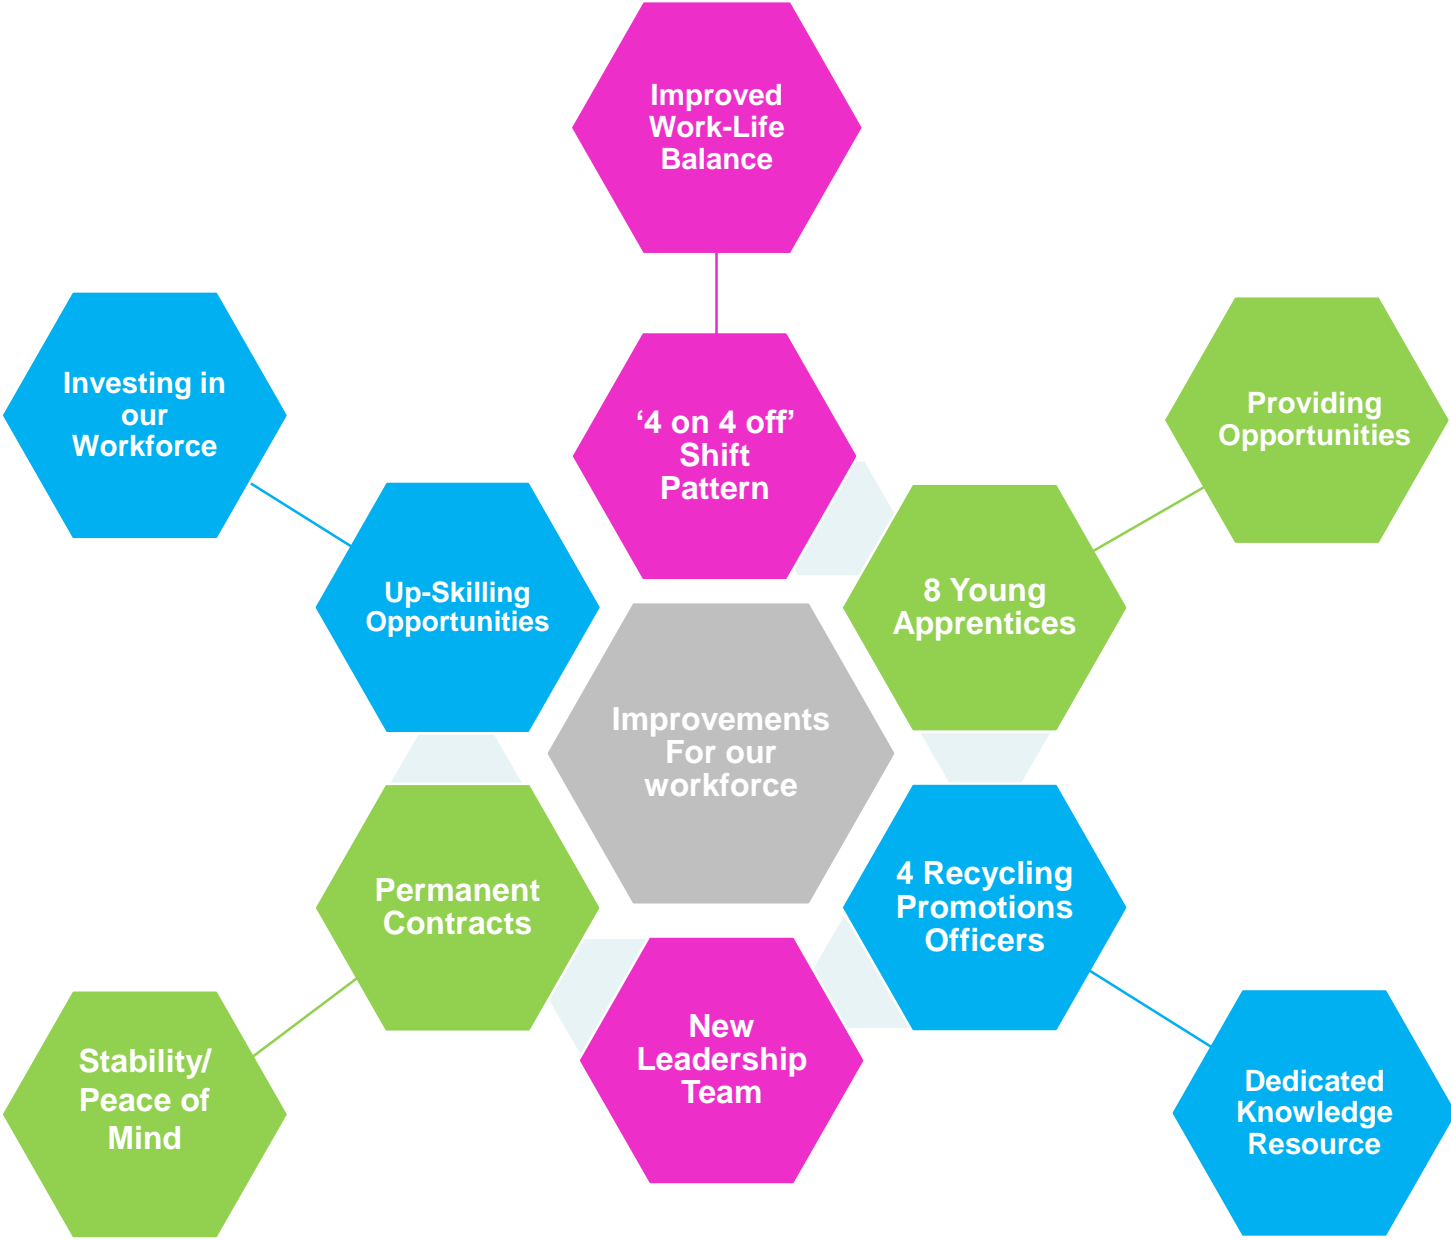 Improved
Work-Life
Balance
Investing in
our
Workforce
Providing
Opportunities
‘4 on 4 off’
Shift
Pattern
Up-Skilling
Opportunities
8 Young
Apprentices
Improvements
For our
workforce
Permanent
Contracts
4 Recycling
Promotions
Officers
New
Leadership
Team
Stability/
Peace of
Mind
Dedicated
Knowledge
Resource